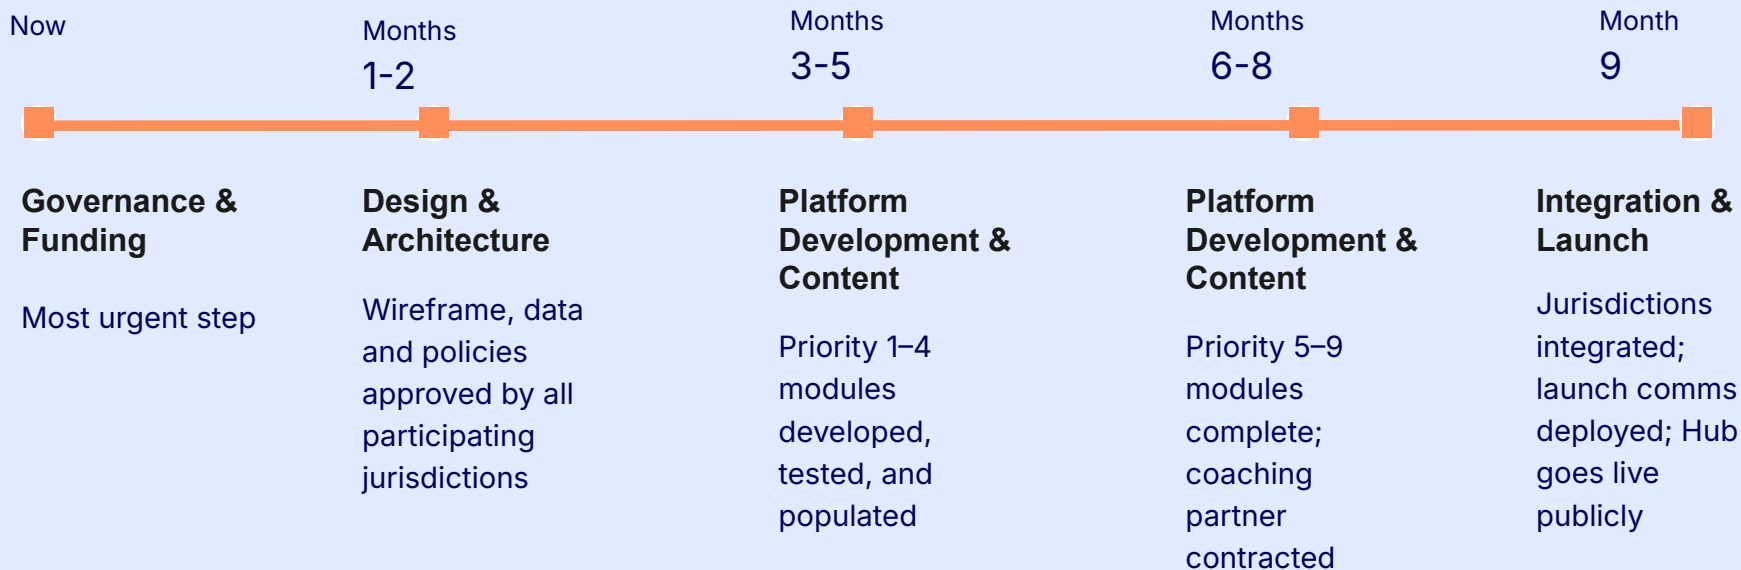 Now
Months
1-2
Months
3-5
Months
6-8
Month
9
Governance &
Funding
Most urgent step
Design &
Architecture
Wireframe, data
and policies
approved by all
participating
jurisdictions
Platform
Development &
Content
Priority 1–4
modules
developed,
tested, and
populated
Platform
Development &
Content
Priority 5–9
modules
complete;
coaching
partner
contracted
Integration &
Launch
Jurisdictions
integrated;
launch comms
deployed; Hub
goes live
publicly